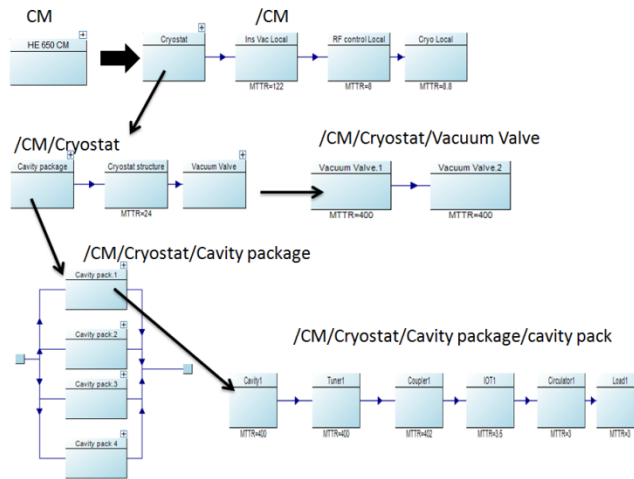 CM
/CM
HE 650 CM
Cryostat
Ins Vac Local
RF control Local
Cryo Local
MTTR=122
MTTR=8
MTTR=8.8
/CM/Cryostat
/CM/Cryostat/Vacuum Valve
Cavity package
Cryostat structure
Vacuum Valve
MTTR=24
Vacuum Valve.1
Vacuum Valve.2
MTTR=400
MTTR=400
/CM/Cryostat/Cavity package
Cavity pack.1
Cavity pack.2
Cavity pack.3
Cavity pack 4
/CM/Cryostat/Cavity package/cavity pack
Cavity1
Tuner1
Coupler1
IOT1
Circulator1
Load1
MTTR=400
MTTR=400
MTTR=402
MTTR=3.5
MTTR=3
MTTR=3